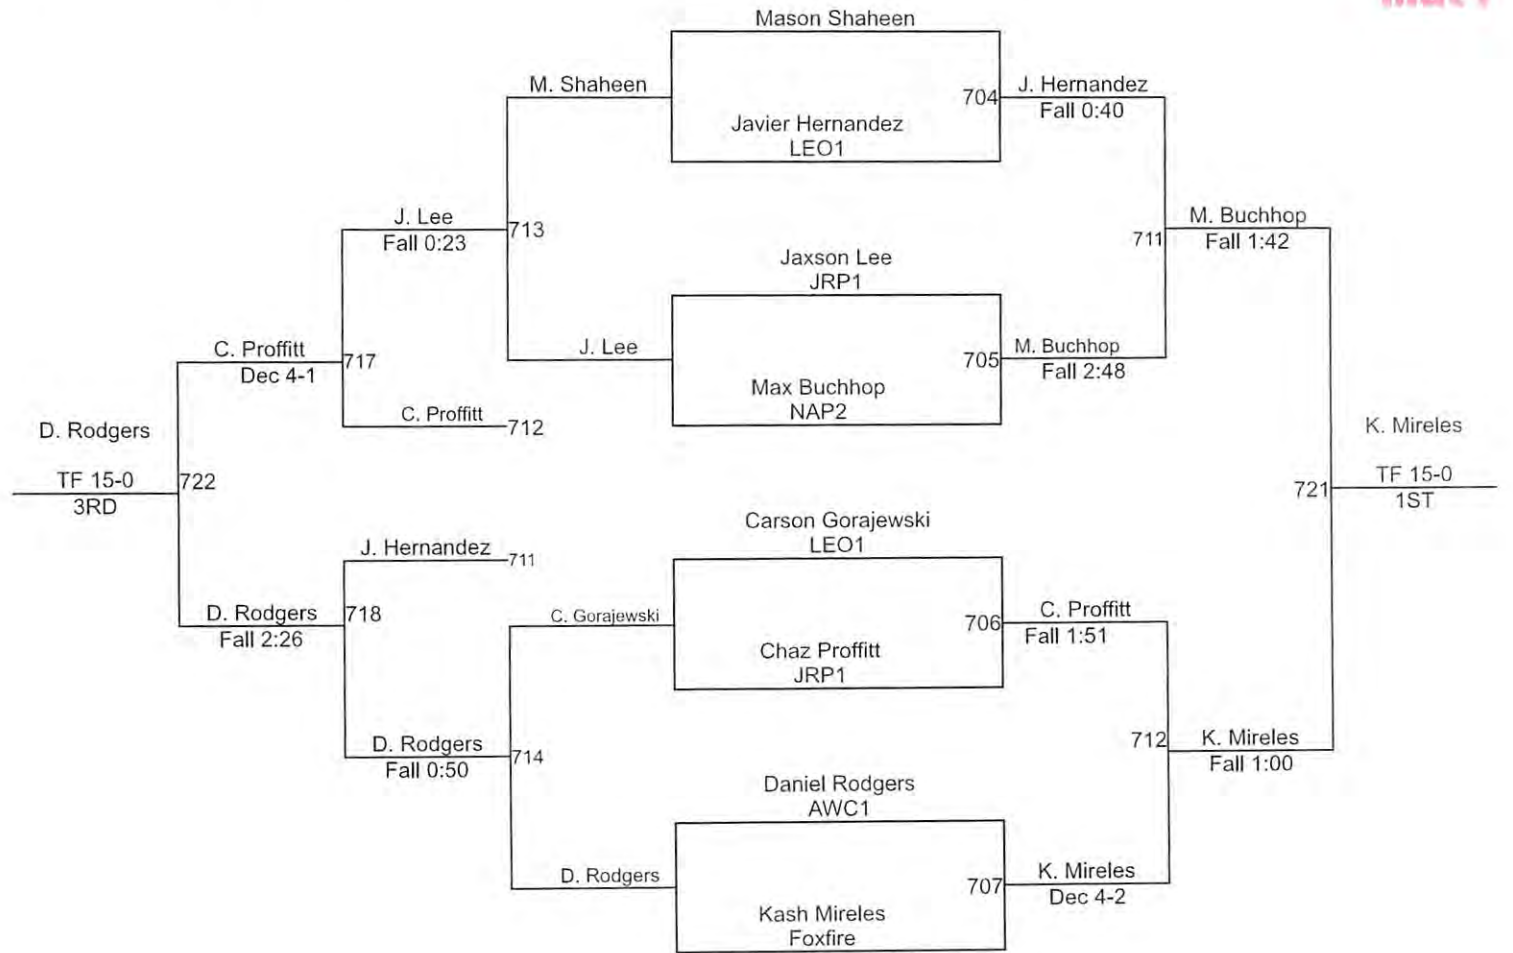 Mason Shaheen
M. Shaheen
704
J. Hernandez
Fall 0:40
Javier Hernandez
LEO1
J. Lee
Fall 0:23
713
M. Buchhop
Fall 1:42
711
Jaxson Lee
JRP1
J. Lee
705
M. Buchhop
Fall 2:48
C. Proffitt
Dec 4-1
717
Max Buchhop
NAP2
C. Proffitt
712
D. Rodgers
TF 15-0
3RD
722
K. Mireles
TF 15-0
1ST
721
Carson Gorajewski
LEO1
J. Hernandez
711
D. Rodgers
Fall 2:26
718
C. Gorajewski
706
C. Proffitt
Fall 1:51
Chaz Proffitt
JRP1
D. Rodgers
Fall 0:50
714
712
K. Mireles
Fall 1:00
Daniel Rodgers
AWC1
D. Rodgers
707
K. Mireles
Dec 4-2
Kash Mireles
Foxfire